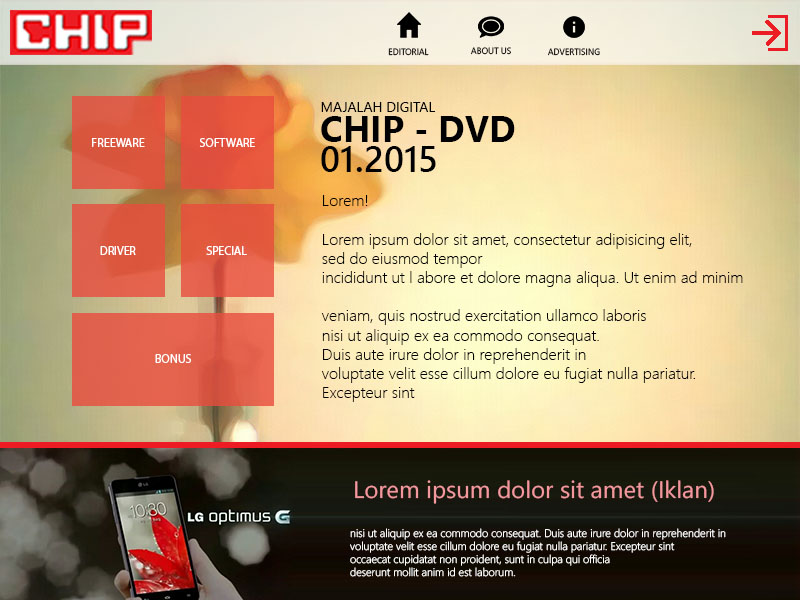 CHIP
EDITORIAL
ABOUT US
ADVERTISING
FREEWARE
SOFTWARE
DRIVER
SPECIAL
BONUS
MAJALAH DIGITAL
CHIP - DVD
01.2015
Lorem!
Lorem ipsum dolor sit amet, consectetur adipisicing elit,
sed do eiusmod tempor
incididunt ut l abore et dolore magna aliqua. Ut enim ad minim
veniam, quis nostrud exercitation ullamco laboris
nisi ut aliquip ex ea commodo consequat.
Duis aute irure dolor in reprehenderit in
voluptate velit esse cillum dolore eu fugiat nulla pariatur.
Excepteur sint
LG
10:30
LG optimus G
Lorem ipsum dolor sit amet (Iklan)
nisi ut aliquip ex ea commodo consequat. Duis aute irure dolor in reprehenderit in
voluptate velit esse cillum dolore eu fugiat nulla pariatur. Excepteur sint
occaecat cupidatat non proident, sunt in culpa qui officia
deserunt mollit anim id est laborum.